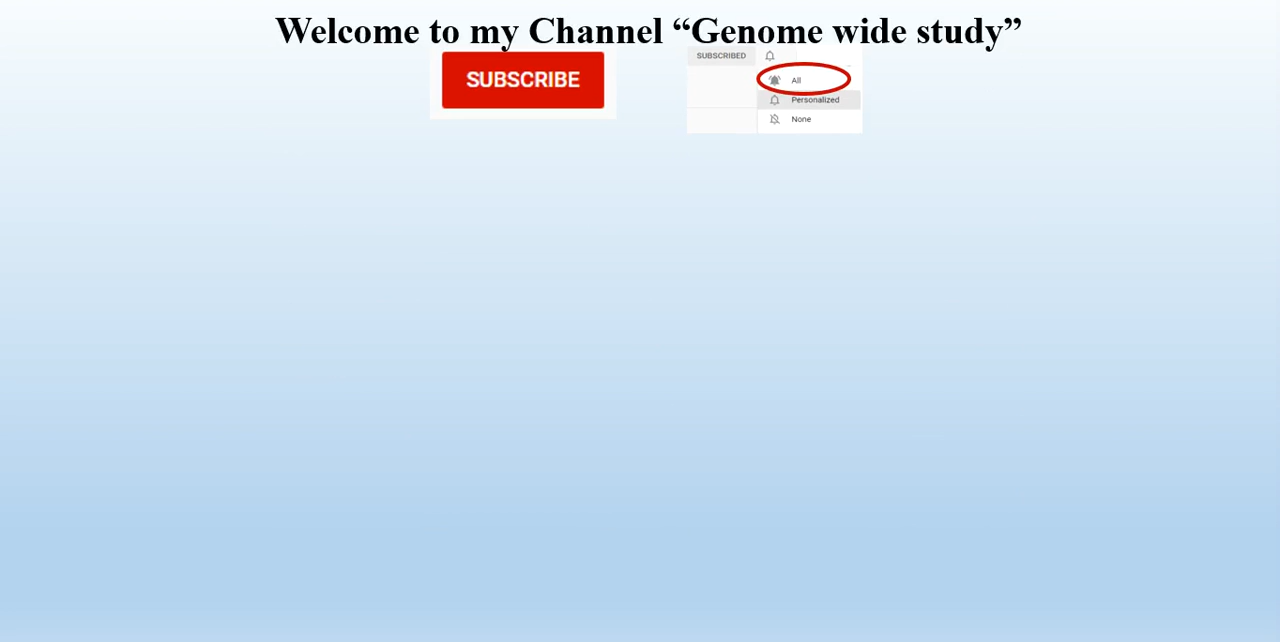 Welcome to my Channel “Genome wide study”
SUBSCRIBE
SUBSCRIBED
All
Personalized
None